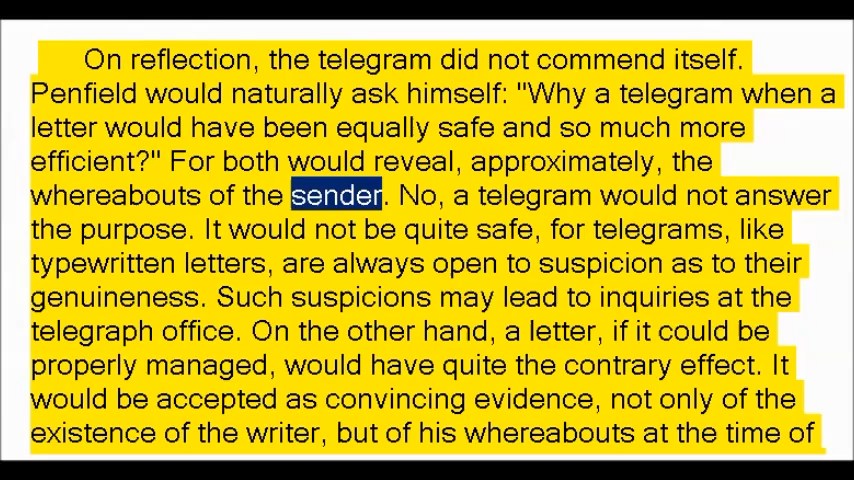 On reflection, the telegram did not commend itself.
Penfield would naturally ask himself: "Why a telegram when a
letter would have been equally safe and so much more
efficient?" For both would reveal, approximately, the
whereabouts of the sender. No, a telegram would not answer
the purpose. It would not be quite safe, for telegrams, like
typewritten letters, are always open to suspicion as to their
genuineness. Such suspicions may lead to inquiries at the
telegraph office. On the other hand, a letter, if it could be
properly managed, would have quite the contrary effect. It
would be accepted as convincing evidence, not only of the
existence of the writer, but of his whereabouts at the time of